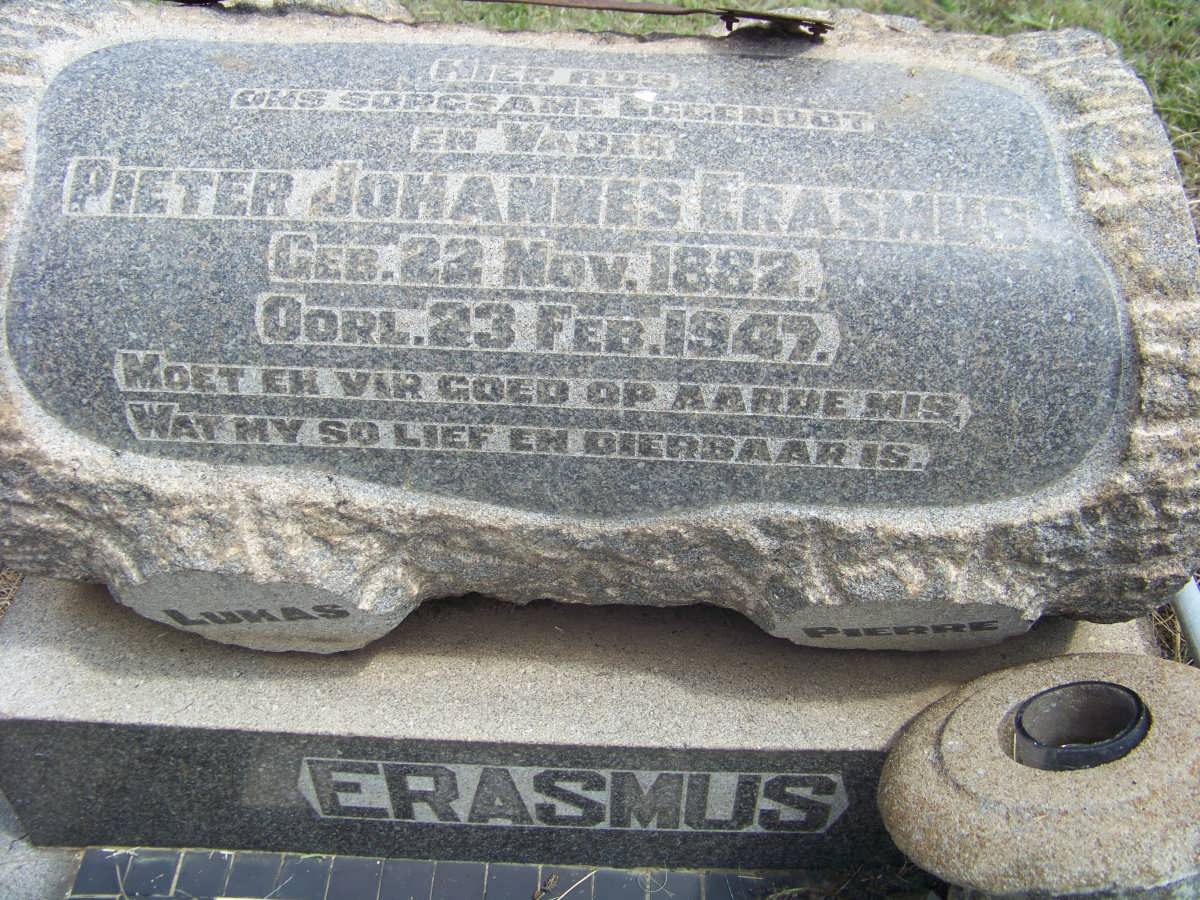 HIER RUS
ONS SORGSAME EGGENOOT
EN VADER
PIETER JOHANNES ERASMUS
GEB. 22 NOV. 1882.
OORL. 23 FEB. 1947.
MOET EK VIR GOED OP AARDE MIS,
WAT MY SO LIEF EN DIERBAAR IS.
LUKAS
PIERRE
ERASMUS